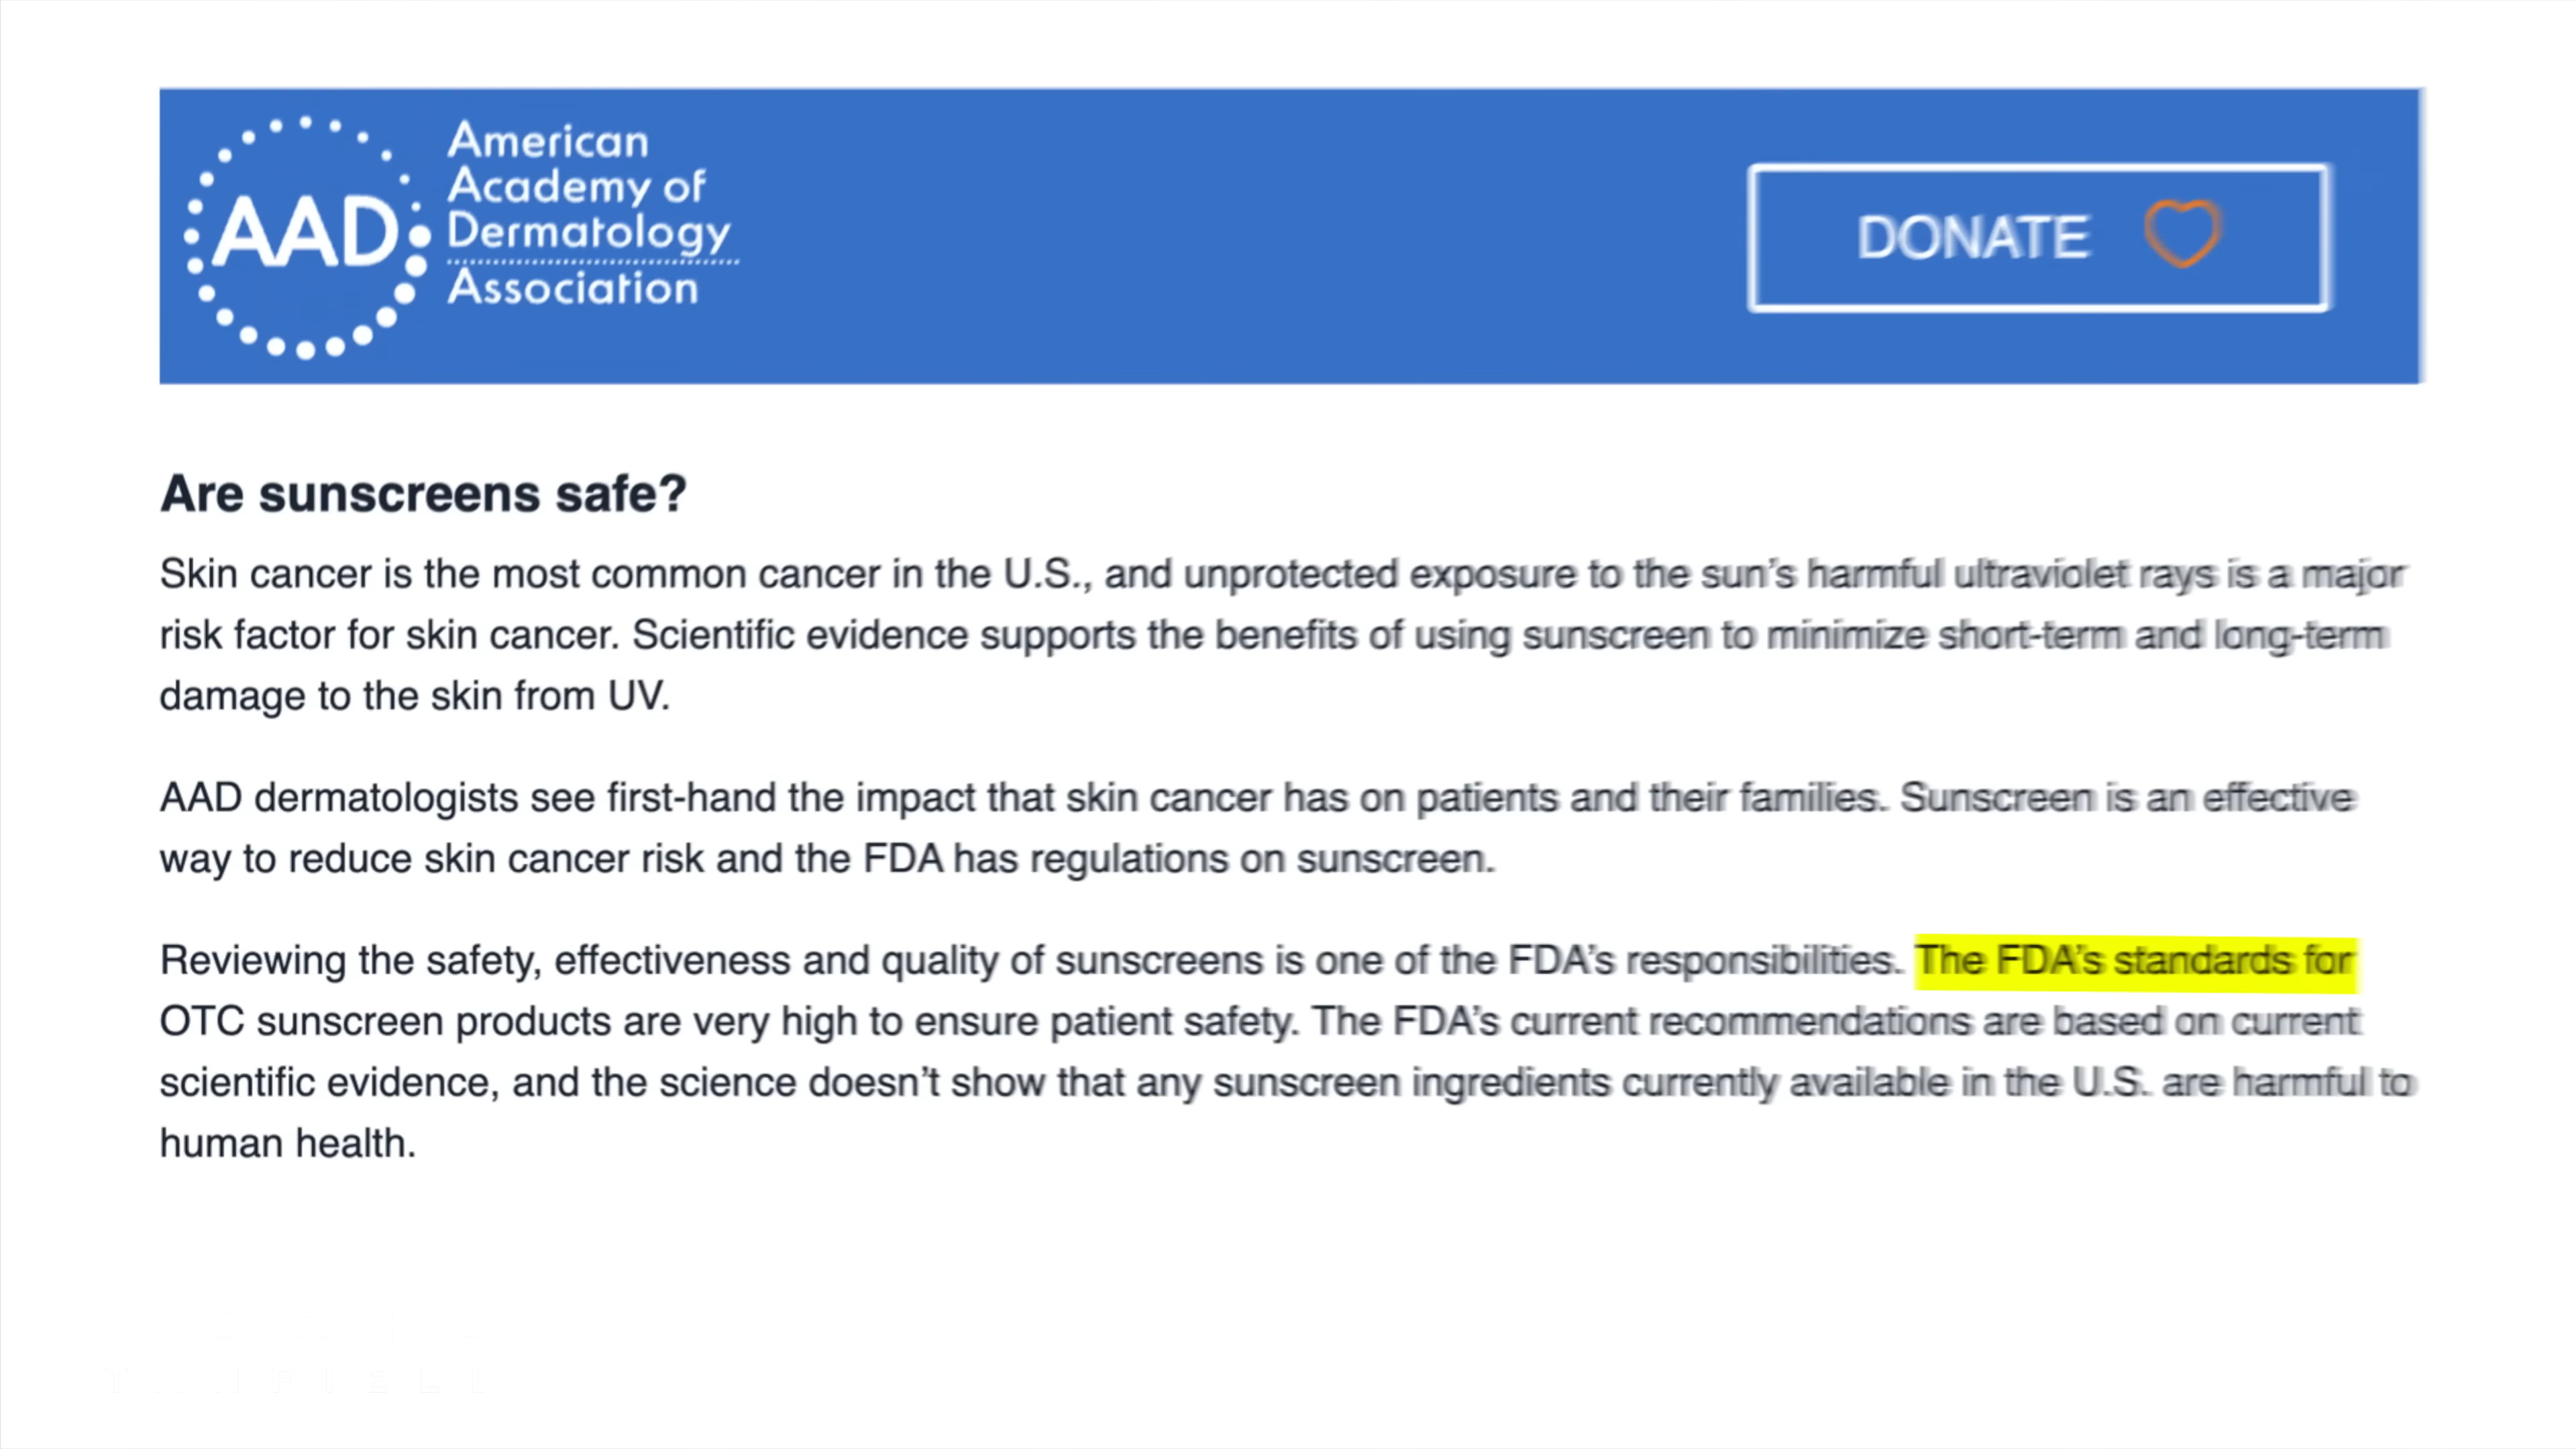 AAD
American
Academy of
Dermatology
Association
DONATE
Are sunscreens safe?
Skin cancer is the most common cancer in the U.S., and unprotected exposure to the sun’s harmful ultraviolet rays is a major
risk factor for skin cancer. Scientific evidence supports the benefits of using sunscreen to minimize short-term and long-term
damage to the skin from UV.
AAD dermatologists see first-hand the impact that skin cancer has on patients and their families. Sunscreen is an effective
way to reduce skin cancer risk and the FDA has regulations on sunscreen.
Reviewing the safety, effectiveness and quality of sunscreens is one of the FDA’s responsibilities. The FDA’s standards for
OTC sunscreen products are very high to ensure patient safety. The FDA’s current recommendations are based on current
scientific evidence, and the science doesn’t show that any sunscreen ingredients currently available in the U.S. are harmful to
human health.